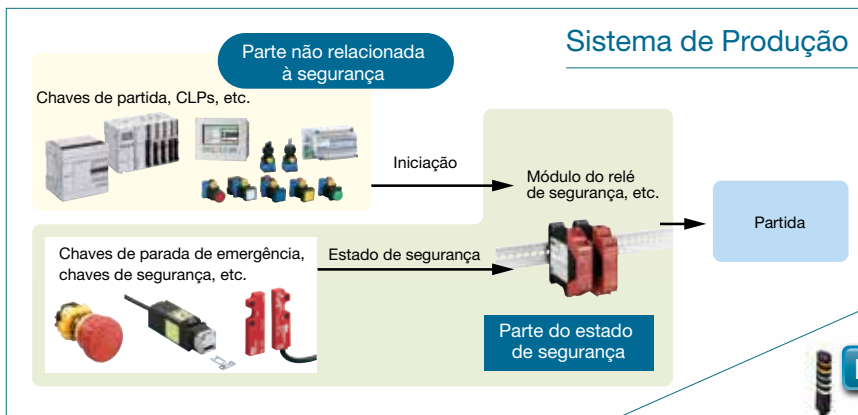 Sistema de Produção
Parte não relacionada
à segurança
Chaves de partida, CLPs, etc.
Iniciação
Módulo do relé
de segurança, etc.
Partida
Chaves de parada de emergência,
chaves de segurança, etc.
Estado de segurança
Parte do estado
de segurança